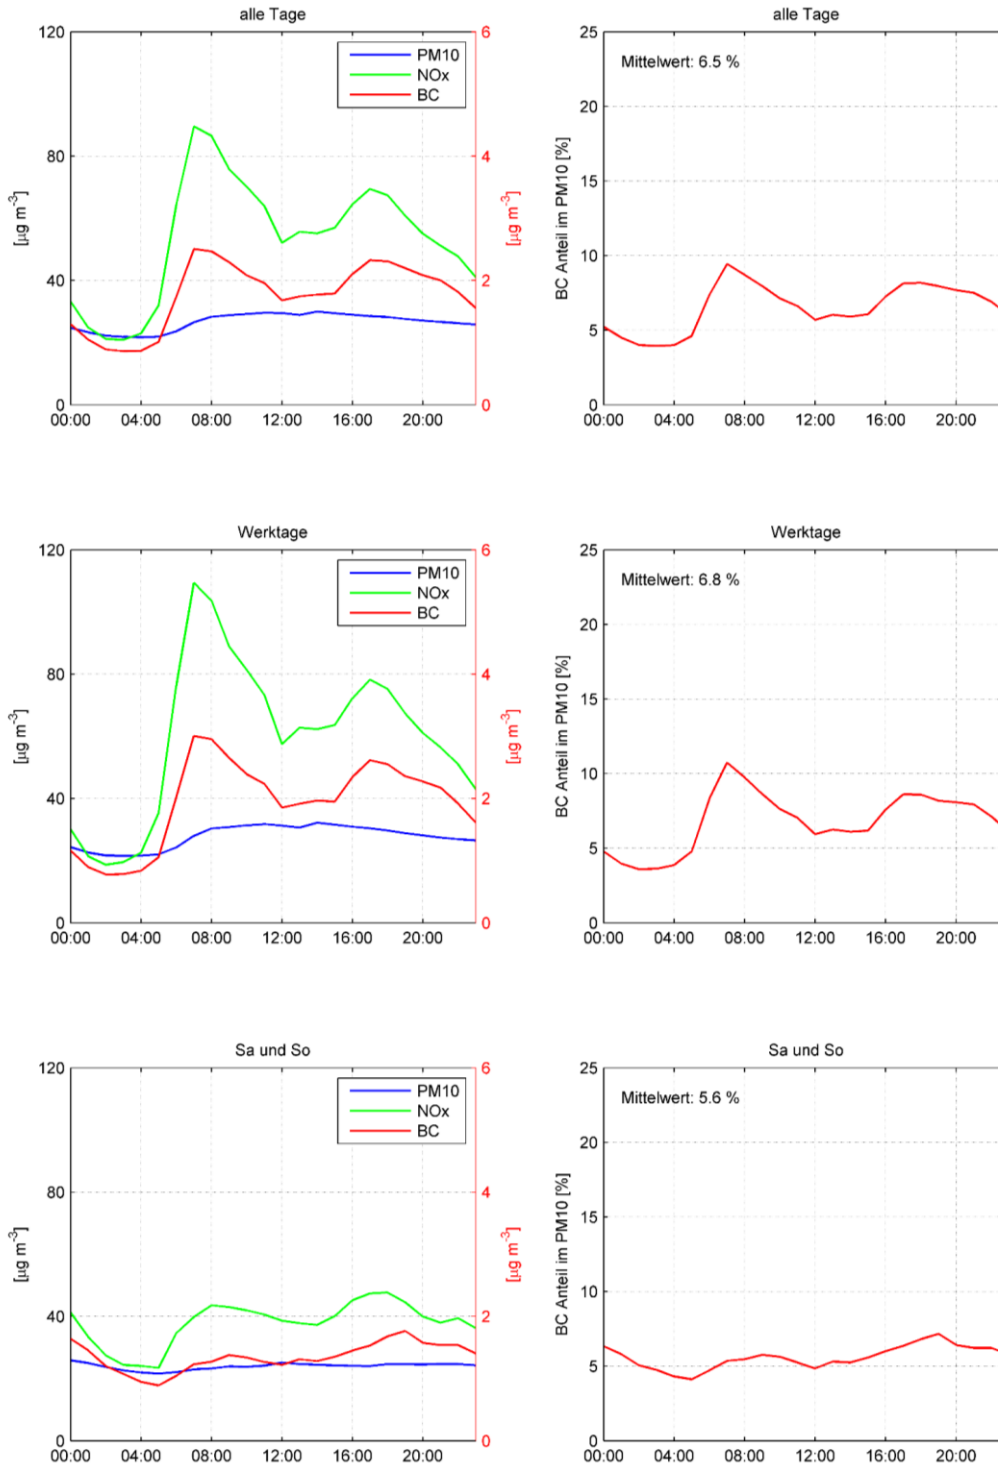 alle Tage
120
80
40
0
[µg m-3]
PM10
NOx
BC
6
4
2
0
[µg m-3]
00:00 04:00 08:00 12:00 16:00 20:00
alle Tage
Mittelwert: 6.5 %
25
20
15
10
5
0
BC Anteil im PM10 [%]
00:00 04:00 08:00 12:00 16:00 20:00
Werktage
120
80
40
0
[µg m-3]
PM10
NOx
BC
6
4
2
0
[µg m-3]
00:00 04:00 08:00 12:00 16:00 20:00
Werktage
Mittelwert: 6.8 %
25
20
15
10
5
0
BC Anteil im PM10 [%]
00:00 04:00 08:00 12:00 16:00 20:00
Sa und So
120
80
40
0
[µg m-3]
PM10
NOx
BC
6
4
2
0
[µg m-3]
00:00 04:00 08:00 12:00 16:00 20:00
Sa und So
Mittelwert: 5.6 %
25
20
15
10
5
0
BC Anteil im PM10 [%]
00:00 04:00 08:00 12:00 16:00 20:00